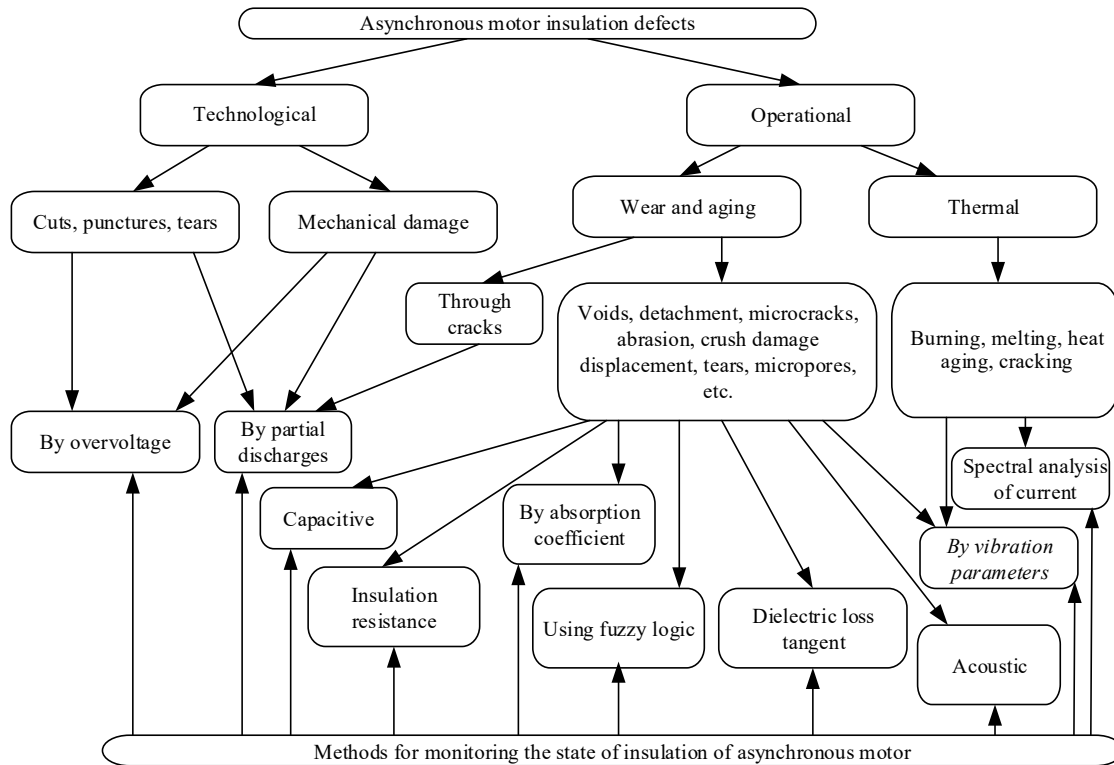 Asynchronous motor insulation defects
Technological
Operational
Cuts, punctures, tears
Mechanical damage
Wear and aging
Thermal
Through
cracks
Voids, detachment, microcracks,
abrasion, crush damage
displacement, tears, micropores,
etc.
Burning, melting, heat
aging, cracking
By overvoltage
By partial
discharges
Spectral analysis
of current
Capacitive
By absorption
coefficient
By vibration
parameters
Insulation
resistance
Using fuzzy logic
Dielectric loss
tangent
Acoustic
Methods for monitoring the state of insulation of asynchronous motor